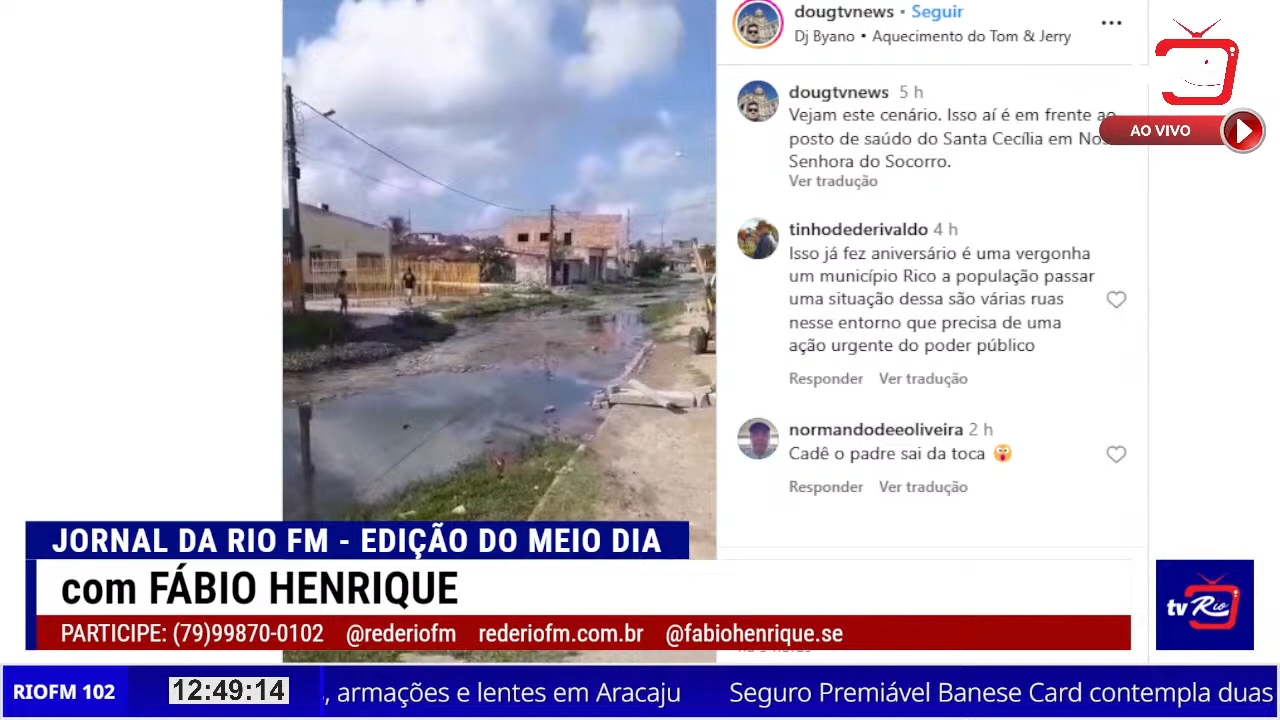 dougtvnews • Seguir
Dj Byano • Aquecimento do Tom & Jerry
dougtvnews 5 h
Vejam este cenário. Isso aí é em frente ao
posto de saúdo do Santa Cecília em
Senhora do Socorro.
Ver tradução
AO VIVO
tinhodederivaldo 4 h
Isso já fez aniversário é uma vergonha
um município Rico a população passar
uma situação dessa são várias ruas
nesse entorno que precisa de uma
ação urgente do poder público
Responder Ver tradução
normandodeeoliveira 2 h
Cadê o padre sai da toca 😲
Responder Ver tradução
JORNAL DA RIO FM - EDIÇÃO DO MEIO DIA
com FÁBIO HENRIQUE
PARTICIPE: (79)99870-0102 @rederiofm rederiofm.com.br @fabiohenrique.se
tv Rio
RIOFM 102
12:49:14
, armações e lentes em Aracaju Seguro Premiável Banese Card contempla duas